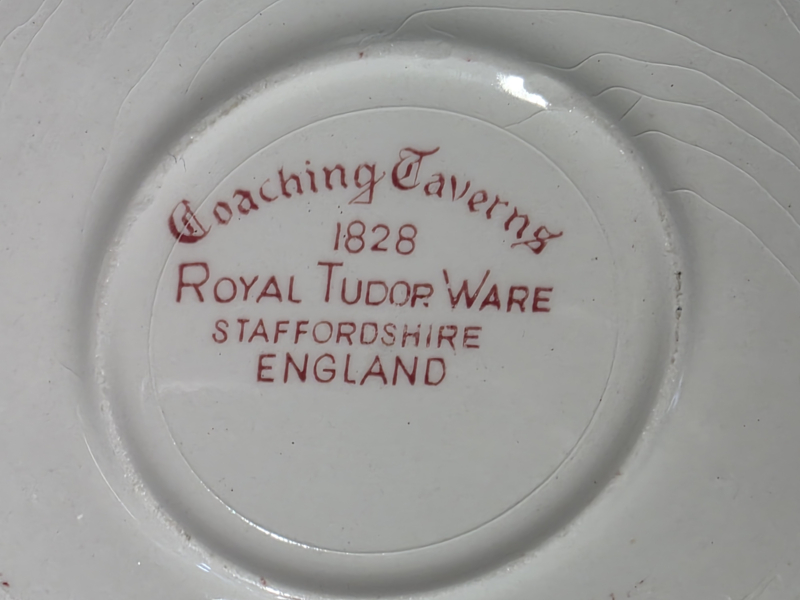 Coaching Taverns
1828
ROYAL TUDOR WARE
STAFFORDSHIRE
ENGLAND